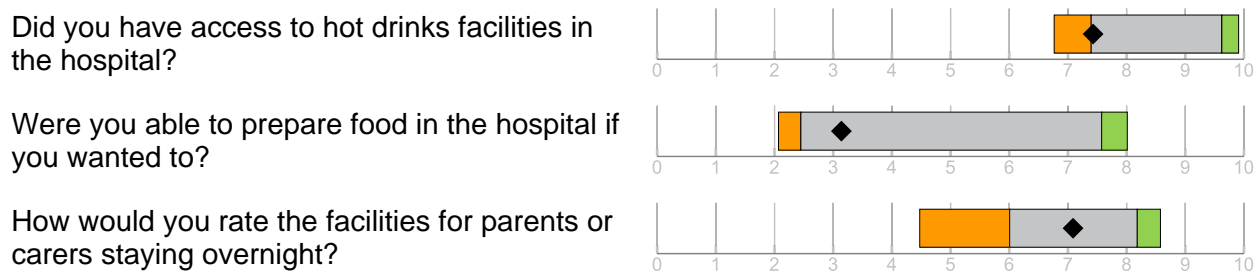 Did you have access to hot drinks facilities in
the hospital?
0 1 2 3 4 5 6 7 8 9 10
Were you able to prepare food in the hospital if
you wanted to?
0 1 2 3 4 5 6 7 8 9 10
How would you rate the facilities for parents or
carers staying overnight?
0 1 2 3 4 5 6 7 8 9 10